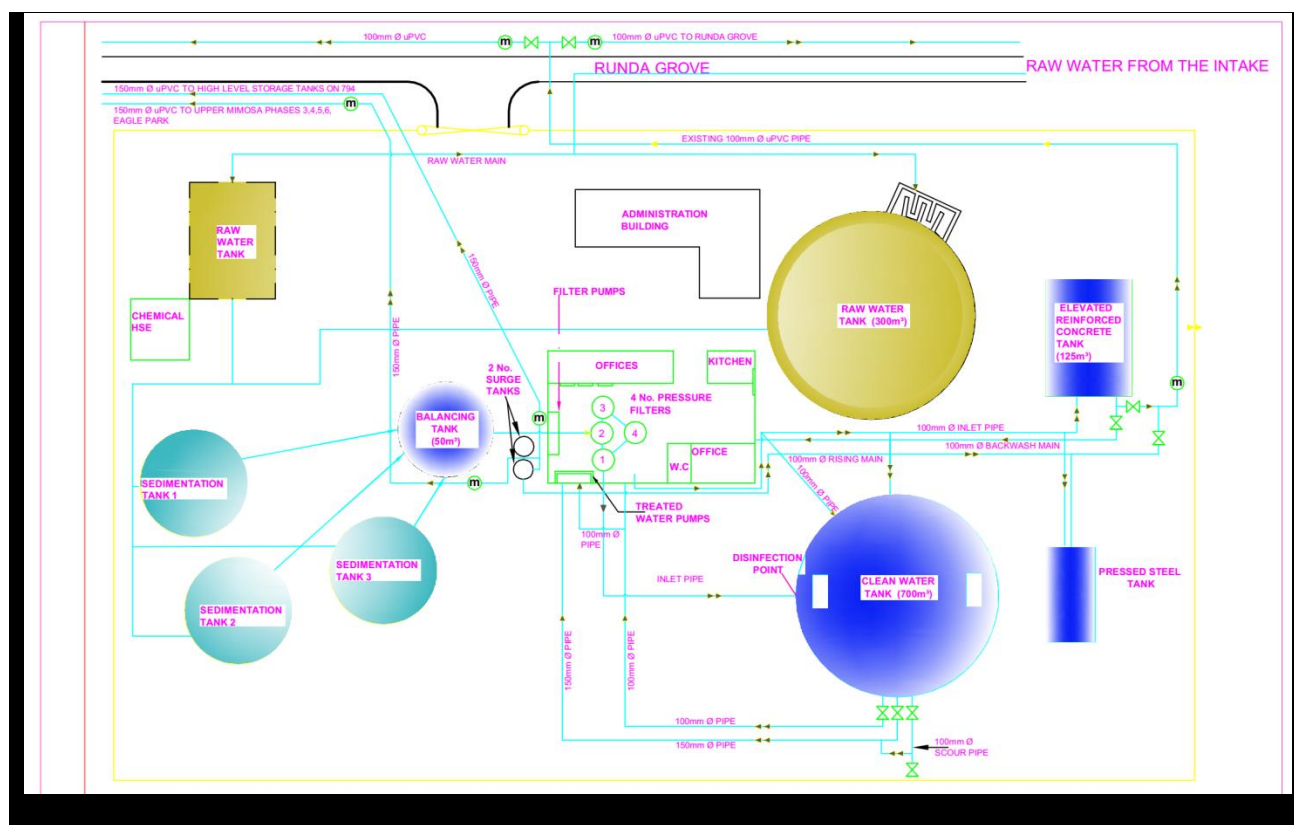 100mm Ø uPVC
m
m
100mm Ø uPVC TO RUNDA GROVE
RUNDA GROVE
RAW WATER FROM THE INTAKE
150mm Ø uPVC TO HIGH LEVEL STORAGE TANKS ON 794
150mm Ø uPVC TO UPPER MIMOSA PHASES 3,4,5,6,
EAGLE PARK
m
EXISTING 100mm Ø uPVC PIPE
RAW WATER MAIN
RAW
WATER
TANK
ADMINISTRATION
BUILDING
150mm Ø PIPE
FILTER PUMPS
RAW WATER
TANK (300m³)
ELEVATED
REINFORCED
CONCRETE
TANK
(125m³)
CHEMICAL
HSE
150mm Ø PIPE
2 No.
SURGE
TANKS
OFFICES
KITCHEN
m
BALANCING
TANK
(50m³)
m
4 No. PRESSURE
FILTERS
3
2
4
1
100mm Ø INLET PIPE
100mm Ø BACKWASH MAIN
100mm Ø RISING MAIN
100mm Ø PIPE
OFFICE
W.C
m
SEDIMENTATION
TANK 1
TREATED
WATER PUMPS
100mm Ø
PIPE
SEDIMENTATION
TANK 3
SEDIMENTATION
TANK 2
DISINFECTION
POINT
INLET PIPE
CLEAN WATER
TANK (700m³)
PRESSED STEEL
TANK
150mm Ø PIPE
100mm Ø PIPE
100mm Ø PIPE
150mm Ø PIPE
100mm Ø
SCOUR PIPE